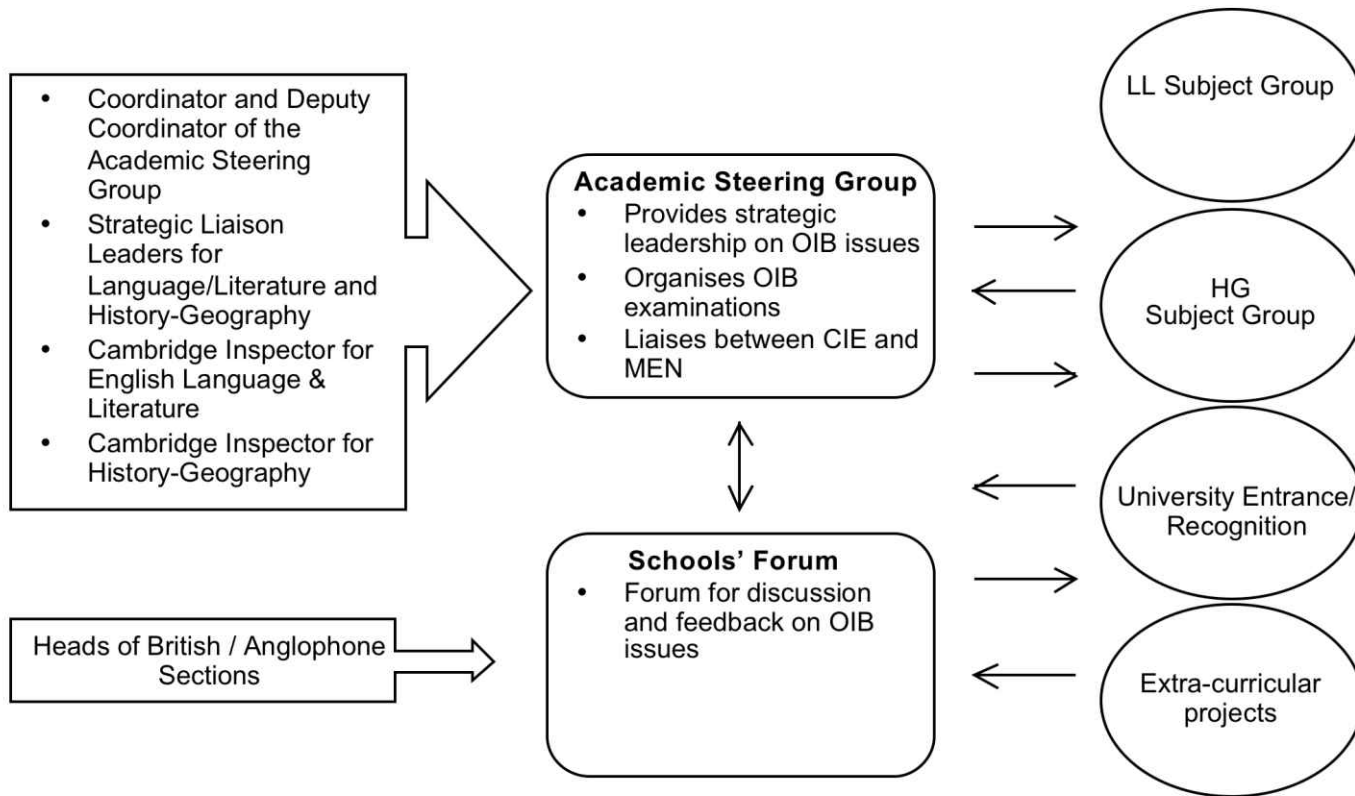 • Coordinator and Deputy
Coordinator of the
Academic Steering
Group
• Strategic Liaison
Leaders for
Language/Literature and
History-Geography
• Cambridge Inspector for
English Language &
Literature
• Cambridge Inspector for
History-Geography
Heads of British / Anglophone
Sections
Academic Steering Group
• Provides strategic
leadership on OIB issues
• Organises OIB
examinations
• Liaises between CIE and
MEN
Schools’ Forum
• Forum for discussion
and feedback on OIB
issues
LL Subject Group
HG
Subject Group
University Entrance/
Recognition
Extra-curricular
projects